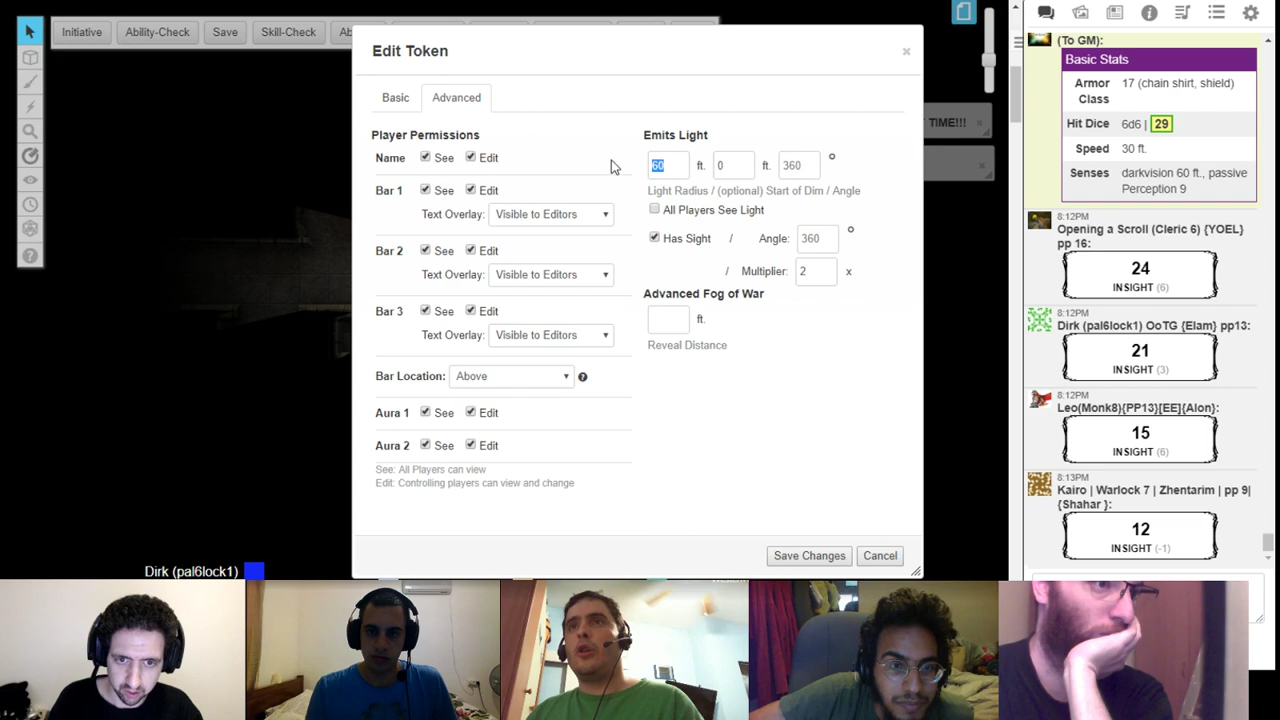 Initiative
Ability-Check
Save
Skill-Check
Ab
Edit Token
×
Basic
Advanced
Player Permissions
Name See Edit
Bar 1 See Edit
Text Overlay: Visible to Editors
Bar 2 See Edit
Text Overlay: Visible to Editors
Bar 3 See Edit
Text Overlay: Visible to Editors
Bar Location: Above
Aura 1 See Edit
Aura 2 See Edit
See: All Players can view
Edit: Controlling players can view and change
Emits Light
60 ft. 0 ft. 360 °
Light Radius / (optional) Start of Dim / Angle
All Players See Light
Has Sight / Angle: 360 °
/ Multiplier: 2 x
Advanced Fog of War
ft.
Reveal Distance
Save Changes
Cancel
TIME!!!
Dirk (pal6lock1)
(To GM):
Basic Stats
Armor Class 17 (chain shirt, shield)
Hit Dice 6d6 | 29
Speed 30 ft.
Senses darkvision 60 ft., passive
Perception 9
8:12PM
Opening a Scroll (Cleric 6) {YOEL}
pp 16:
24
INSIGHT (6)
8:12PM
Dirk (pal6lock1) OoTG {Elam} pp13:
21
INSIGHT (3)
8:12PM
Leo(Monk8){PP13}[EE]{Alon}:
15
INSIGHT (6)
8:13PM
Kairo | Warlock 7 | Zhentarim | pp 9|
{Shahar }:
12
INSIGHT (-1)